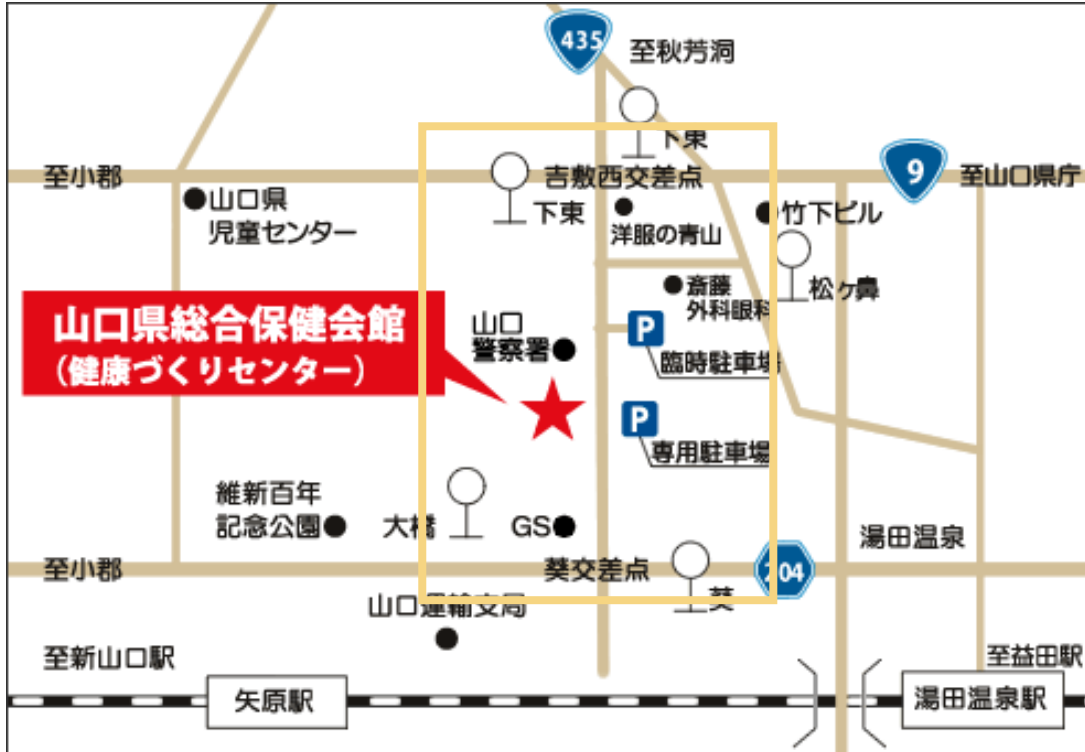 435
至秋芳洞
下東
至小郡
吉敷西交差点
9
至山口県庁
山口県
児童センター
下東
洋服の青山
竹下ビル
松ヶ鼻
斎藤
外科眼科
山口県総合保健会館
(健康づくりセンター)
山口
警察署
P
臨時駐車場
P
専用駐車場
維新百年
記念公園
大橋
GS
湯田温泉
至小郡
葵交差点
204
葵
山口運輸支局
至新山口駅
至益田駅
矢原駅
湯田温泉駅